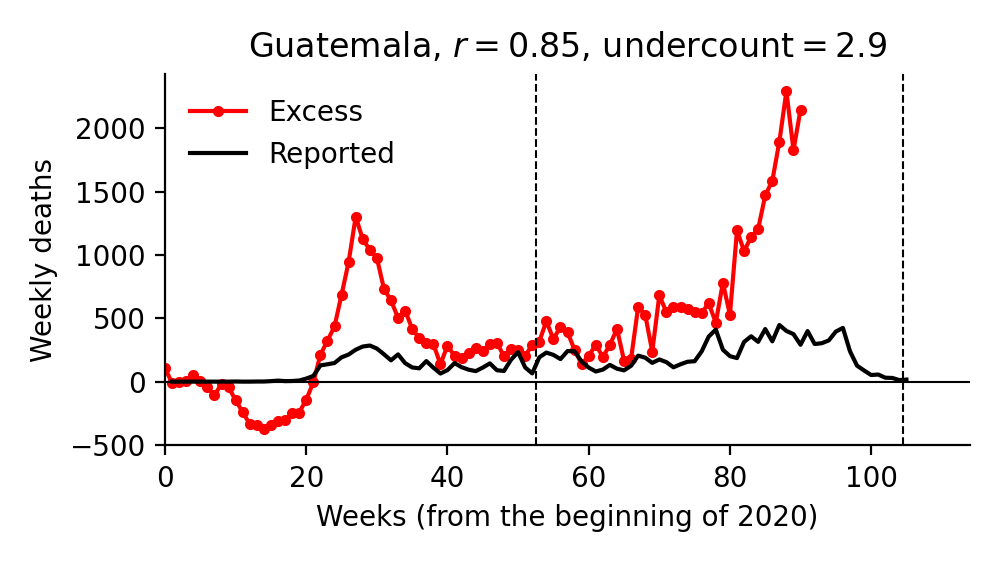 Guatemala, r = 0.85, undercount = 2.9
Excess
Reported
Weekly deaths
2000
1500
1000
500
0
−500
0 20 40 60 80 100
Weeks (from the beginning of 2020)